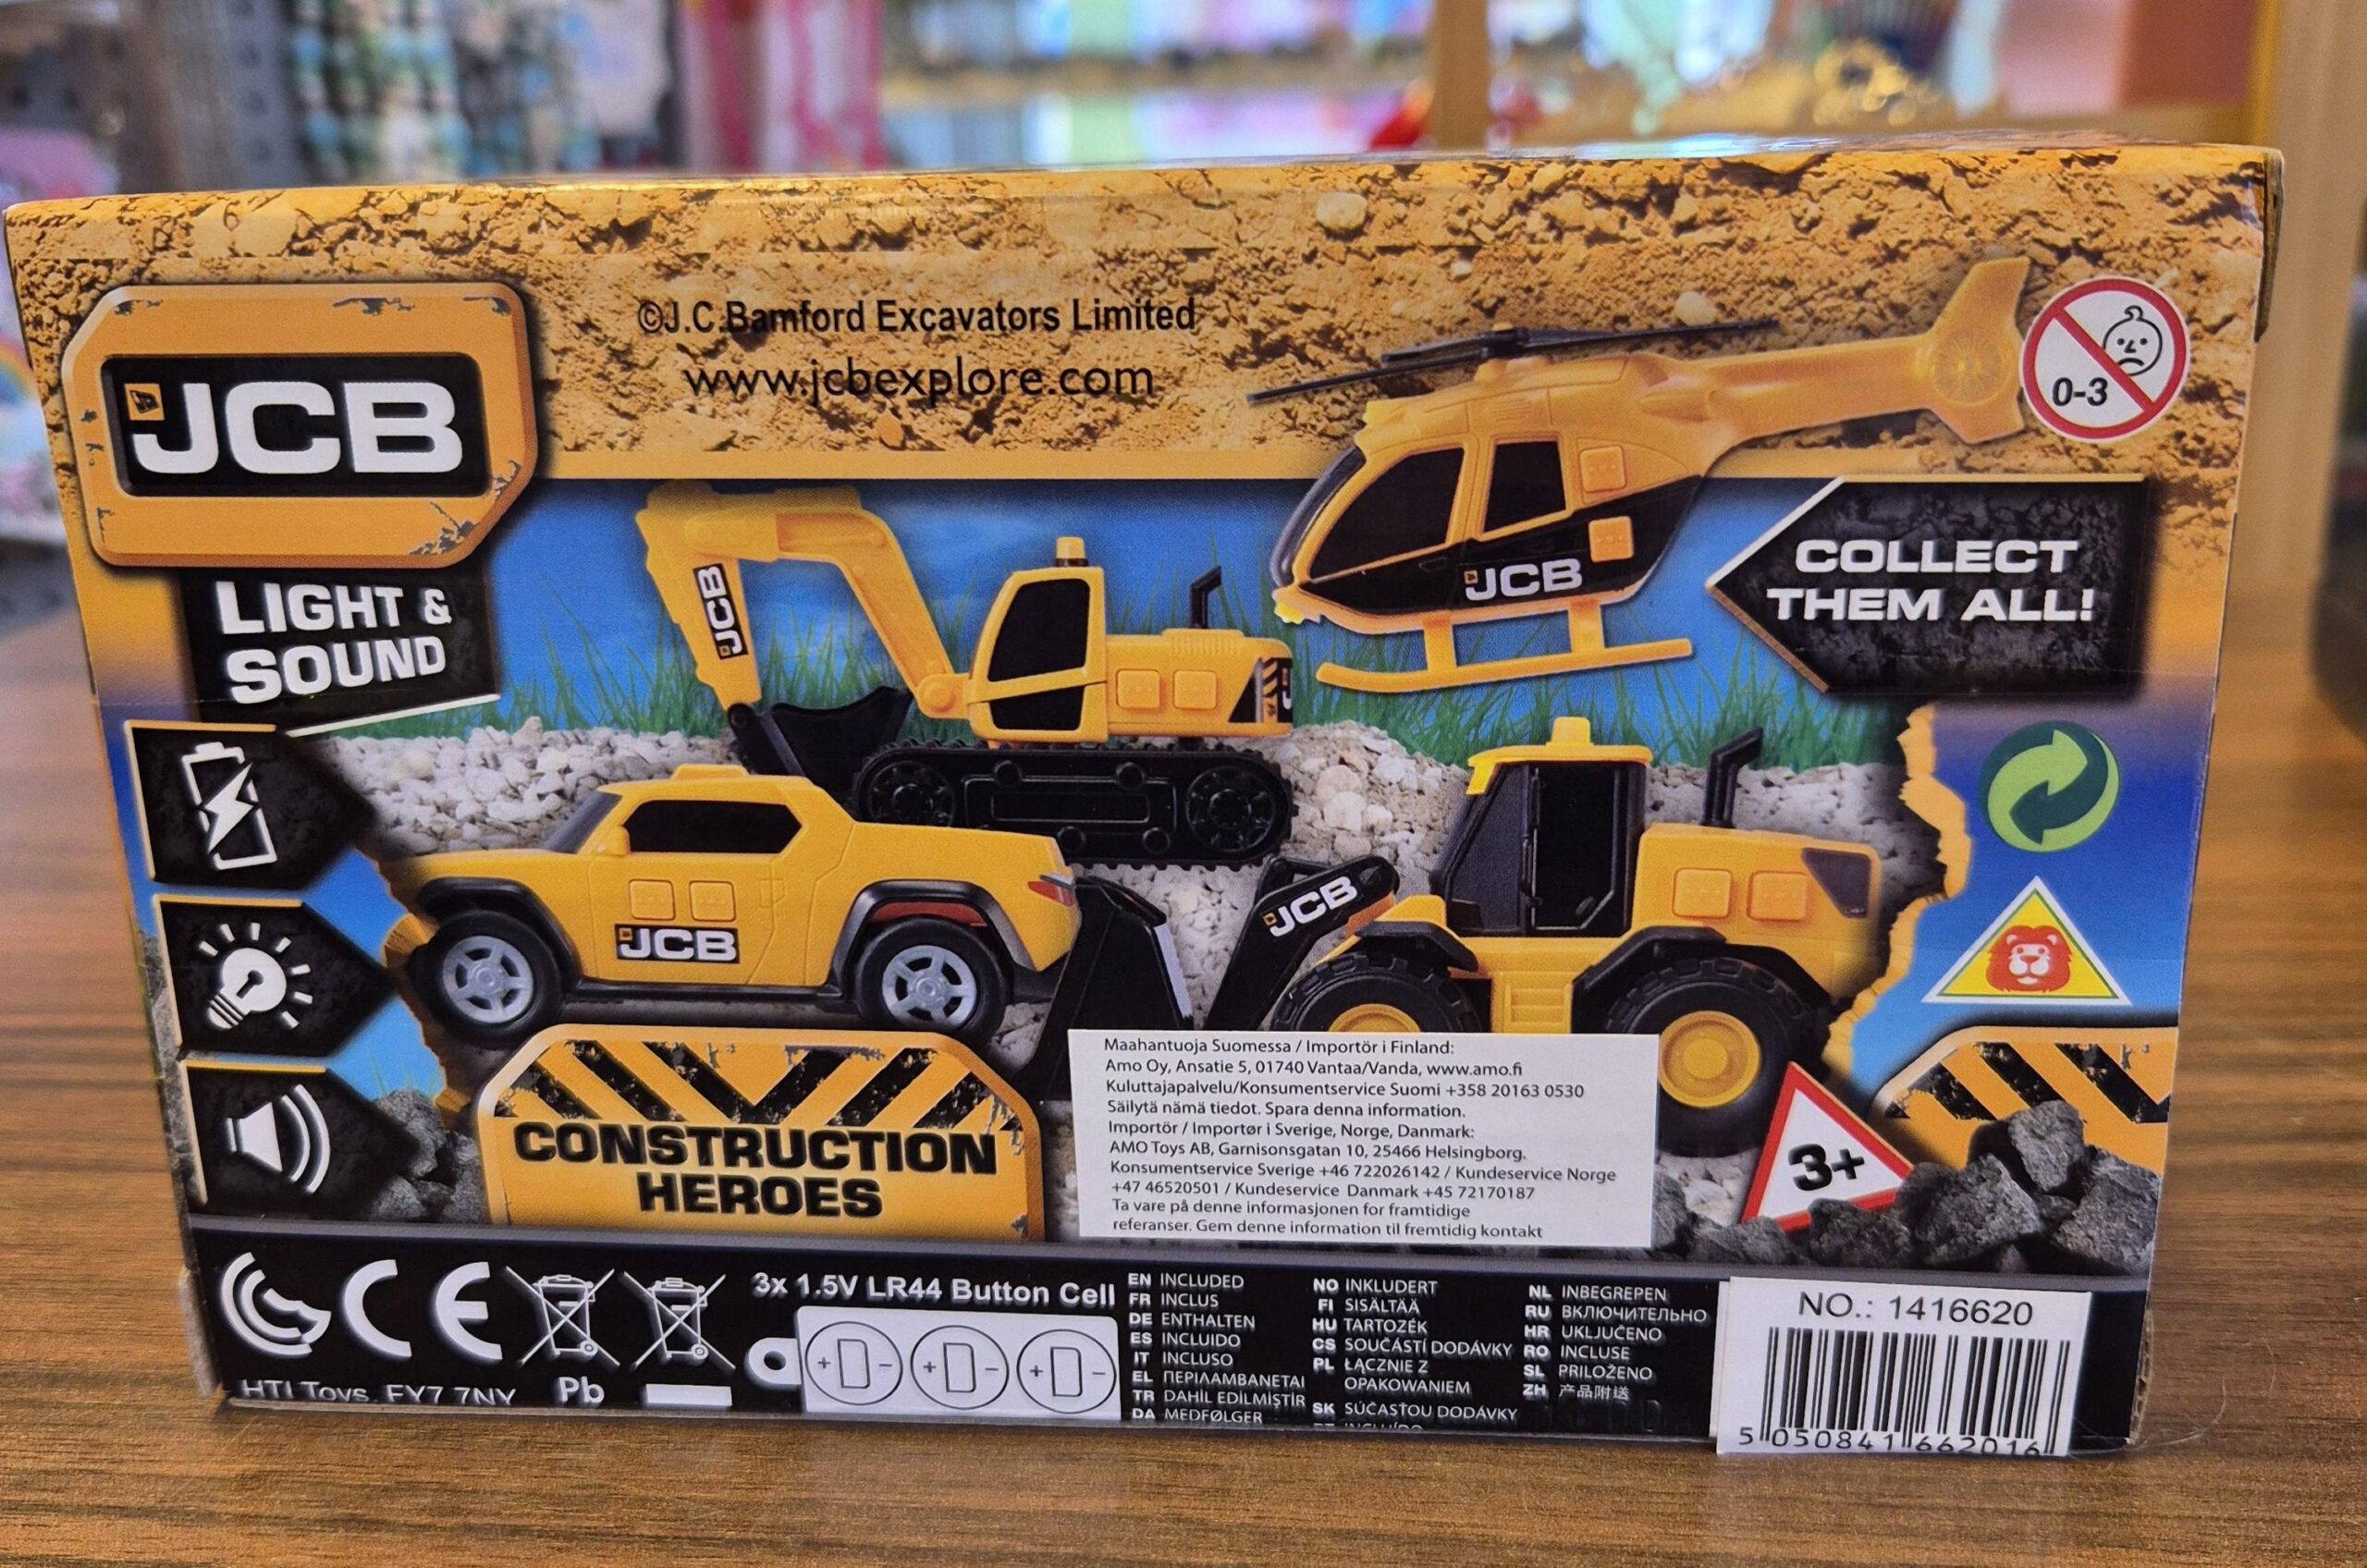 ©J.C.Bamford Excavators Limited
www.jcbexplore.com
JCB
0-3
LIGHT &
SOUND
JCB
JCB
COLLECT
THEM ALL!
JCB
JCB
CONSTRUCTION
HEROES
Maahantuoja Suomessa / Importör i Finland:
Amo Oy, Ansatie 5, 01740 Vantaa/Vanda, www.amo.fi
Kuluttajapalvelu/Konsumentservice Suomi +358 20163 0530
Säilytä nämä tiedot. Spara denna information.
Importör / Importør i Sverige, Norge, Danmark:
AMO Toys AB, Garnisonsgatan 10, 25466 Helsingborg.
Konsumentservice Sverige +46 722026142 / Kundeservice Norge
+47 46520501 / Kundeservice Danmark +45 72170187
Ta vare på denne informasjonen for framtidige
referanser. Gem denne information til fremtidig kontakt
3+
CE
HTI Toys, FY7 7NY
Pb
3x 1.5V LR44 Button Cell
+ - + - + -
EN INCLUDED
FR INCLUS
DE ENTHALTEN
ES INCLUIDO
IT INCLUSO
EL ΠΕΡΙΛΑΜΒΑΝΕΤΑΙ
TR DAHİL EDİLMİŞTİR
DA MEDFØLGER
NO INKLUDERT
FI SISÄLTÄÄ
HU TARTOZÉK
CS SOUČÁSTÍ DODÁVKY
PL ŁĄCZNIE Z
OPAKOWANIEM
SK SÚČASŤOU DODÁVKY
NL INBEGREPEN
RU ВКЛЮЧИТЕЛЬНО
HR UKLJUČENO
RO INCLUSE
SL PRILOŽENO
ZH 产品附送
NO.: 1416620
5 050841 662016